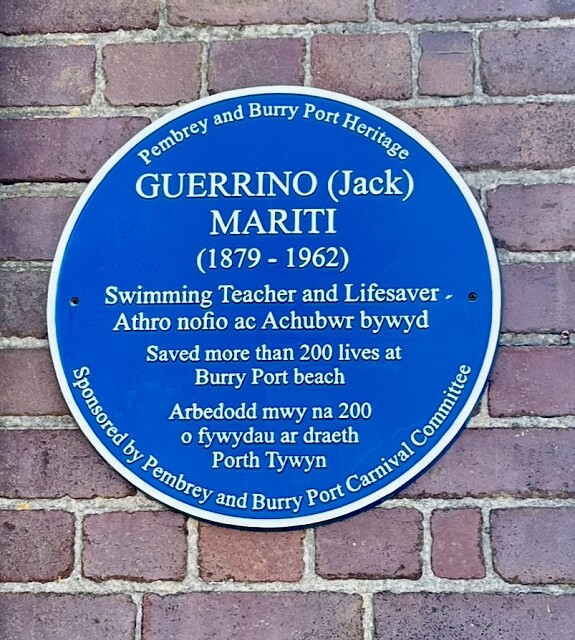 Pembrey and Burry Port Heritage
GUERRINO (Jack)
MARITI
(1879 - 1962)
Swimming Teacher and Lifesaver -
Athro nofio ac Achubwr bywyd
Saved more than 200 lives at
Burry Port beach
Arbedodd mwy na 200
o fywydau ar draeth
Porth Tywyn
Sponsored by Pembrey and Burry Port Carnival Committee